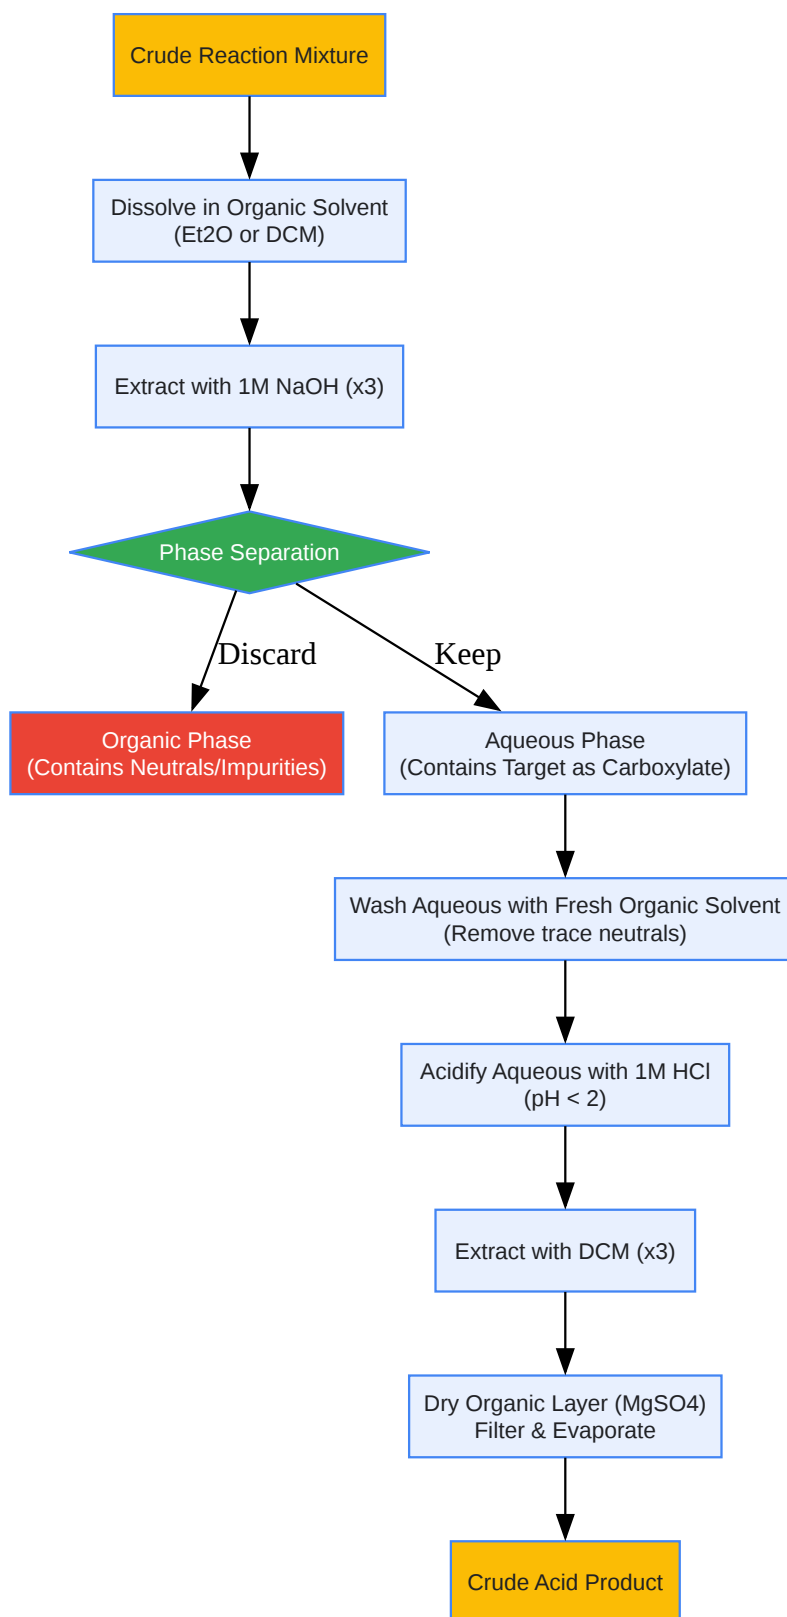 Crude Reaction Mixture
Dissolve in Organic Solvent
(Et2O or DCM)
Extract with 1M NaOH (x3)
Phase Separation
Discard
Keep
Organic Phase
(Contains Neutrals/Impurities)
Aqueous Phase
(Contains Target as Carboxylate)
Wash Aqueous with Fresh Organic Solvent
(Remove trace neutrals)
Acidify Aqueous with 1M HCl
(pH < 2)
Extract with DCM (x3)
Dry Organic Layer (MgSO4)
Filter & Evaporate
Crude Acid Product